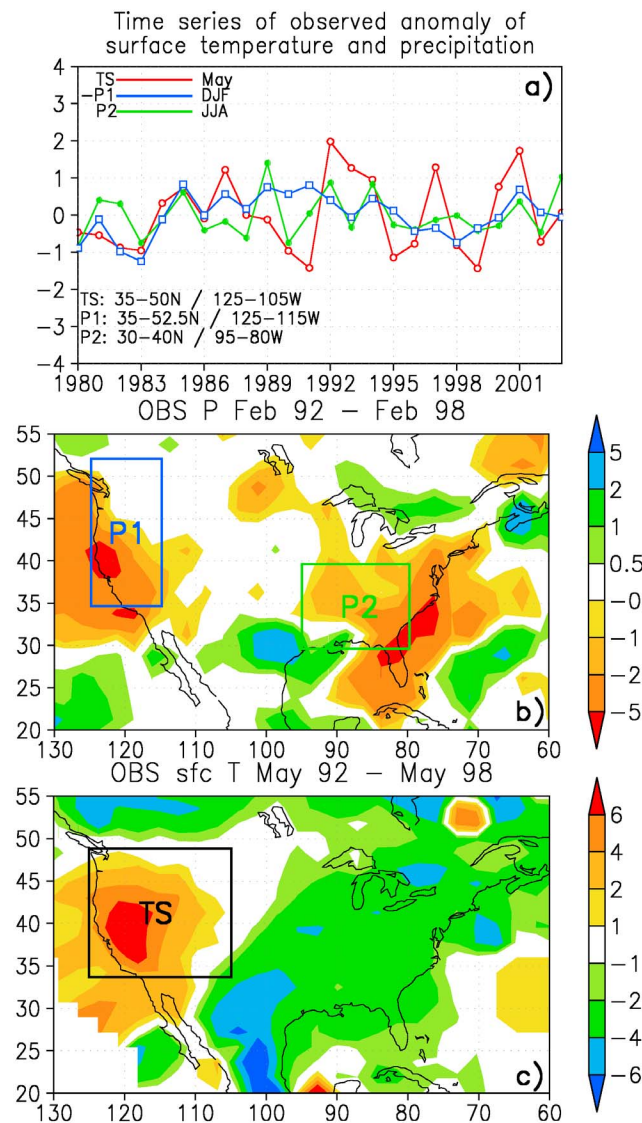 Time series of observed anomaly of
surface temperature and precipitation
4
3
2
1
0
−1
−2
−3
−4
TS May
−P1 DJF
P2 JJA
a)
TS: 35−50N / 125−105W
P1: 35−52.5N / 125−115W
P2: 30−40N / 95−80W
1980 1983 1986 1989 1992 1995 1998 2001
OBS P Feb 92 − Feb 98
55
50
45
40
35
30
25
20
P1
P2
b)
130 120 110 100 90 80 70 60
5
2
1
0.5
−0
−1
−2
−5
OBS sfc T May 92 − May 98
55
50
45
40
35
30
25
20
TS
c)
130 120 110 100 90 80 70 60
6
4
2
1
−1
−2
−4
−6